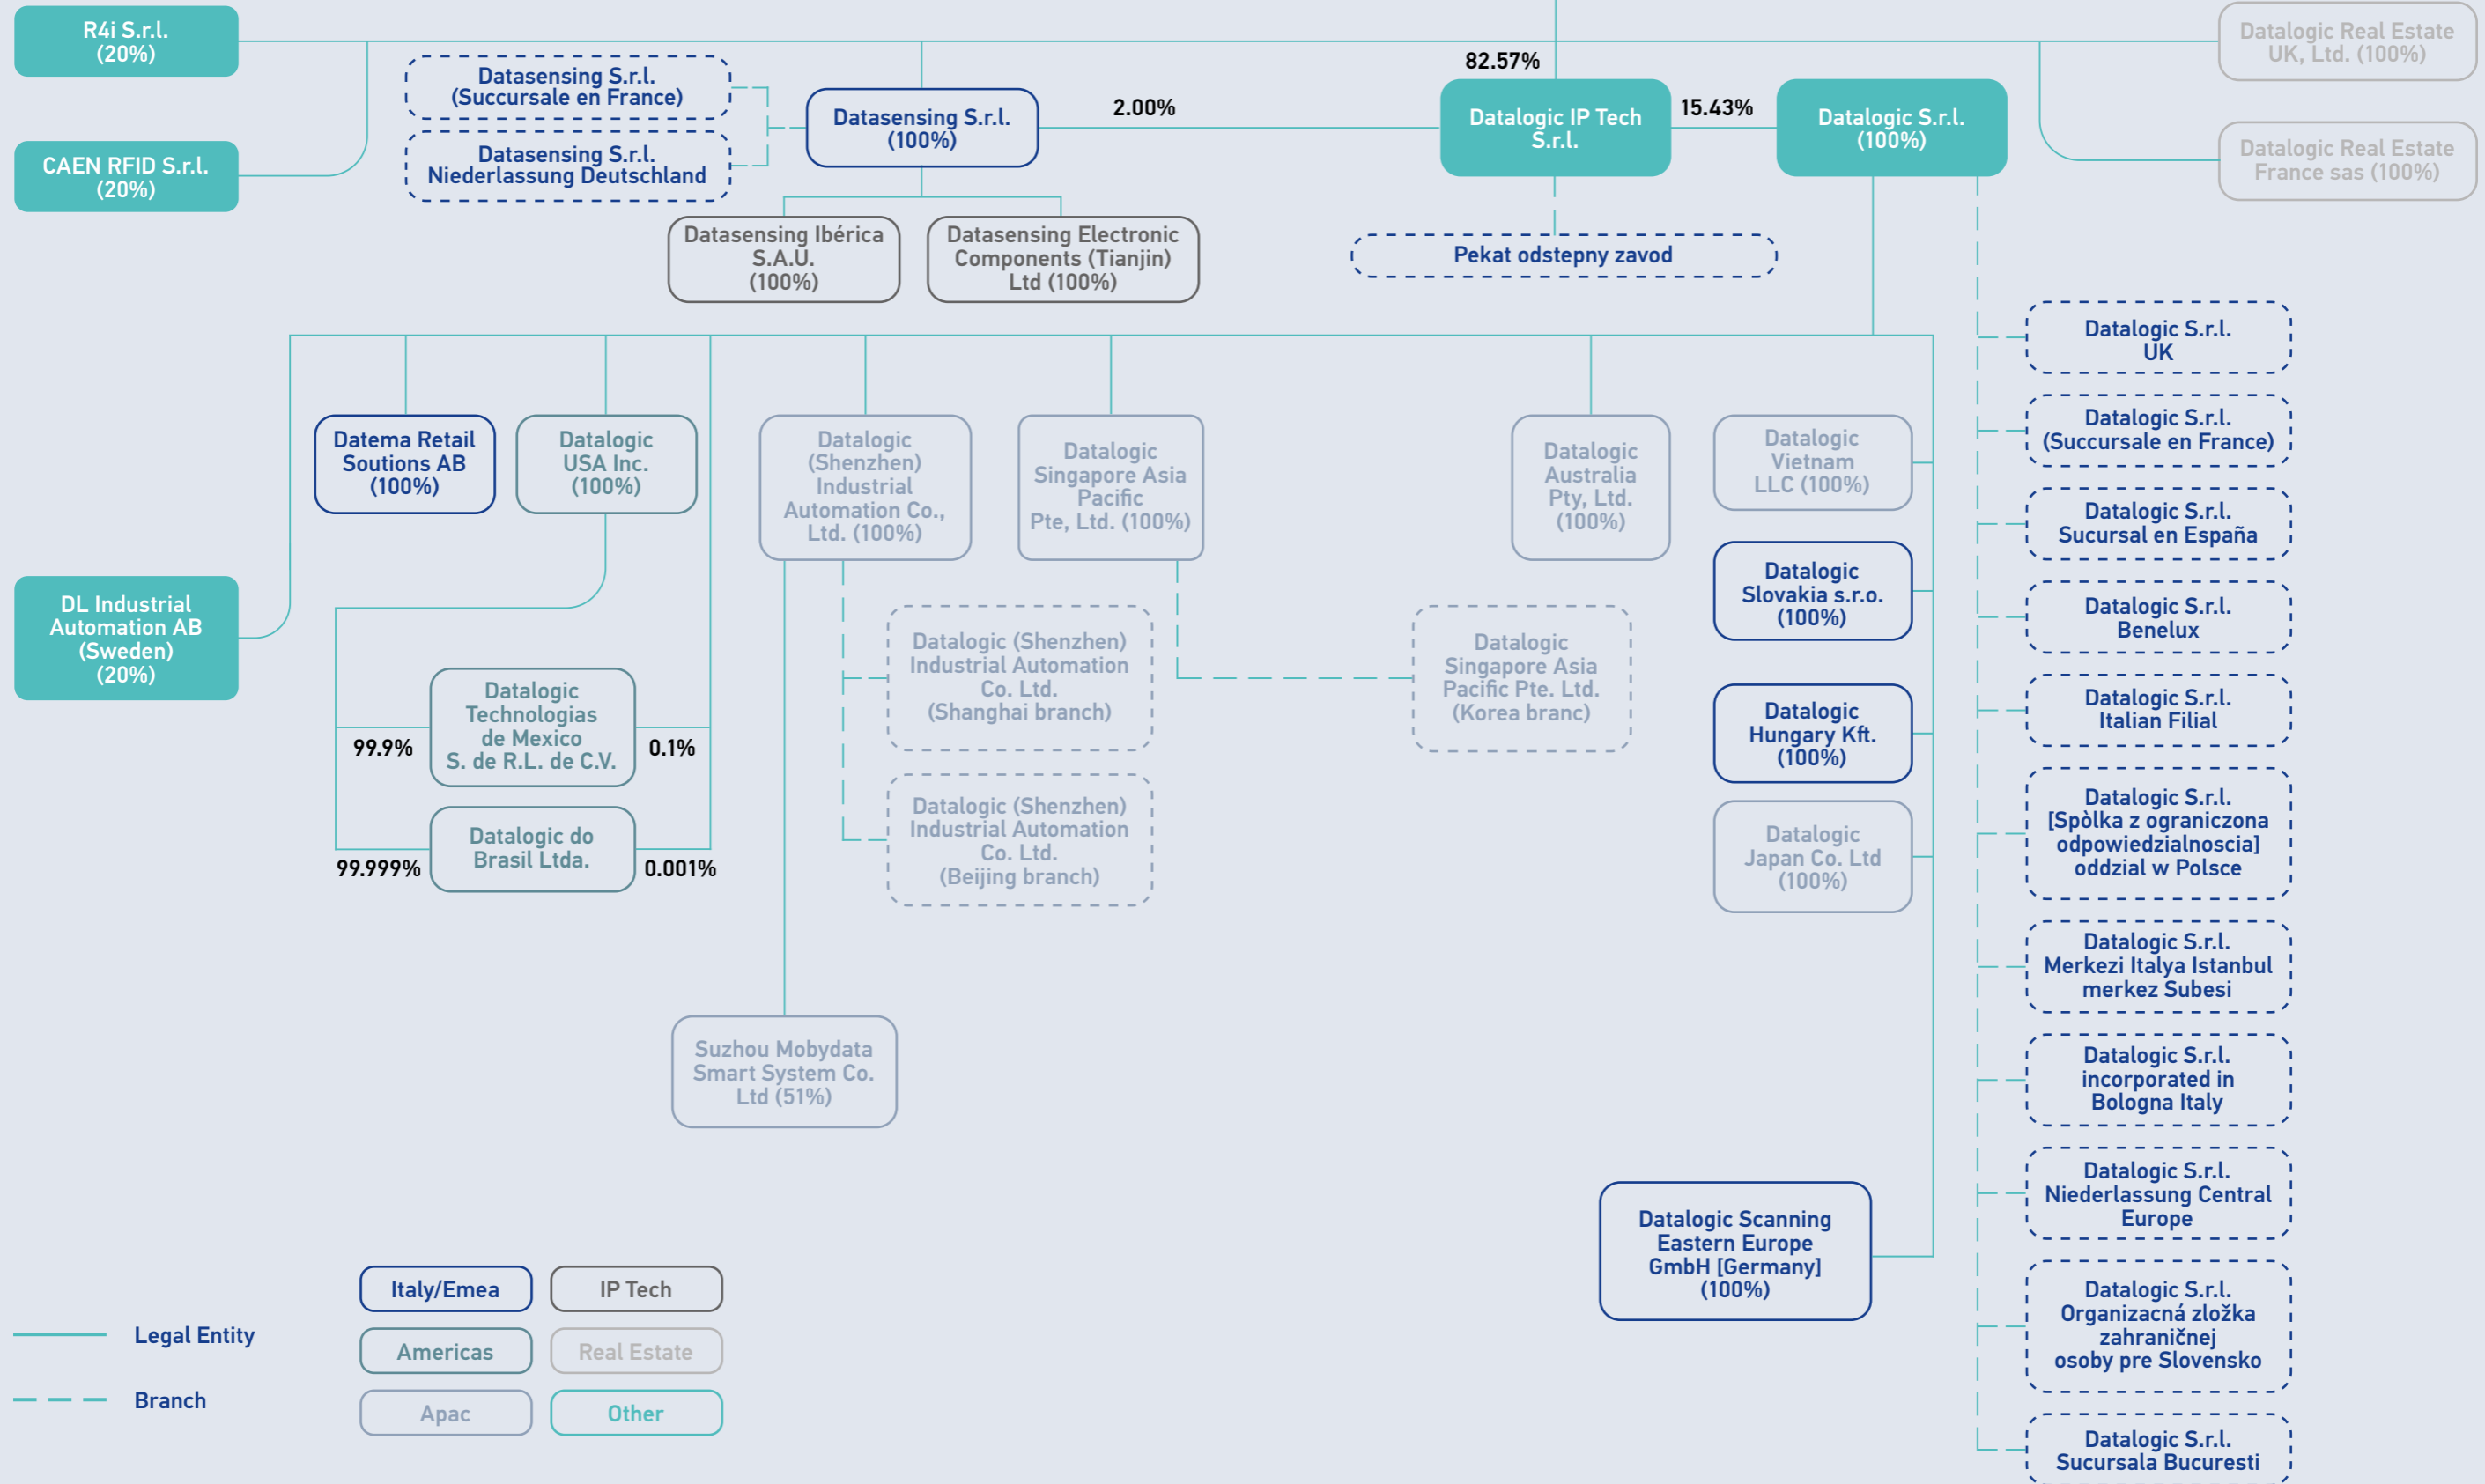 R4i S.r.l.
(20%)
CAEN RFID S.r.l.
(20%)
Datasensing S.r.l.
(Succursale en France)
Datasensing S.r.l.
Niederlassung Deutschland
Datasensing S.r.l.
(100%)
2.00%
82.57%
Datalogic IP Tech
S.r.l.
15.43%
Datalogic S.r.l.
(100%)
Datalogic Real Estate
UK, Ltd. (100%)
Datalogic Real Estate
France sas (100%)
Datasensing Ibérica
S.A.U.
(100%)
Datasensing Electronic
Components (Tianjin)
Ltd (100%)
Pekat odstepny zavod
DL Industrial
Automation AB
(Sweden)
(20%)
Datema Retail
Soutions AB
(100%)
Datalogic
USA Inc.
(100%)
Datalogic
(Shenzhen)
Industrial
Automation Co.,
Ltd. (100%)
Datalogic
Singapore Asia
Pacific
Pte, Ltd. (100%)
Datalogic
Australia
Pty, Ltd.
(100%)
Datalogic
Vietnam
LLC (100%)
Datalogic
Slovakia s.r.o.
(100%)
Datalogic
Hungary Kft.
(100%)
Datalogic
Japan Co. Ltd
(100%)
99.9%
Datalogic
Technologias
de Mexico
S. de R.L. de C.V.
0.1%
99.999%
Datalogic do
Brasil Ltda.
0.001%
Datalogic (Shenzhen)
Industrial Automation
Co. Ltd.
(Shanghai branch)
Datalogic (Shenzhen)
Industrial Automation
Co. Ltd.
(Beijing branch)
Datalogic
Singapore Asia
Pacific Pte. Ltd.
(Korea branc)
Suzhou Mobydata
Smart System Co.
Ltd (51%)
Datalogic Scanning
Eastern Europe
GmbH [Germany]
(100%)
Datalogic S.r.l.
UK
Datalogic S.r.l.
(Succursale en France)
Datalogic S.r.l.
Sucursal en España
Datalogic S.r.l.
Benelux
Datalogic S.r.l.
Italian Filial
Datalogic S.r.l.
[Spòlka z ograniczona
odpowiedzialnoscia]
oddzial w Polsce
Datalogic S.r.l.
Merkezi Italya Istanbul
merkez Subesi
Datalogic S.r.l.
incorporated in
Bologna Italy
Datalogic S.r.l.
Niederlassung Central
Europe
Datalogic S.r.l.
Organizacná zložka
zahraničnej
osoby pre Slovensko
Datalogic S.r.l.
Sucursala Bucuresti
Legal Entity
Branch
Italy/Emea
IP Tech
Americas
Real Estate
Apac
Other